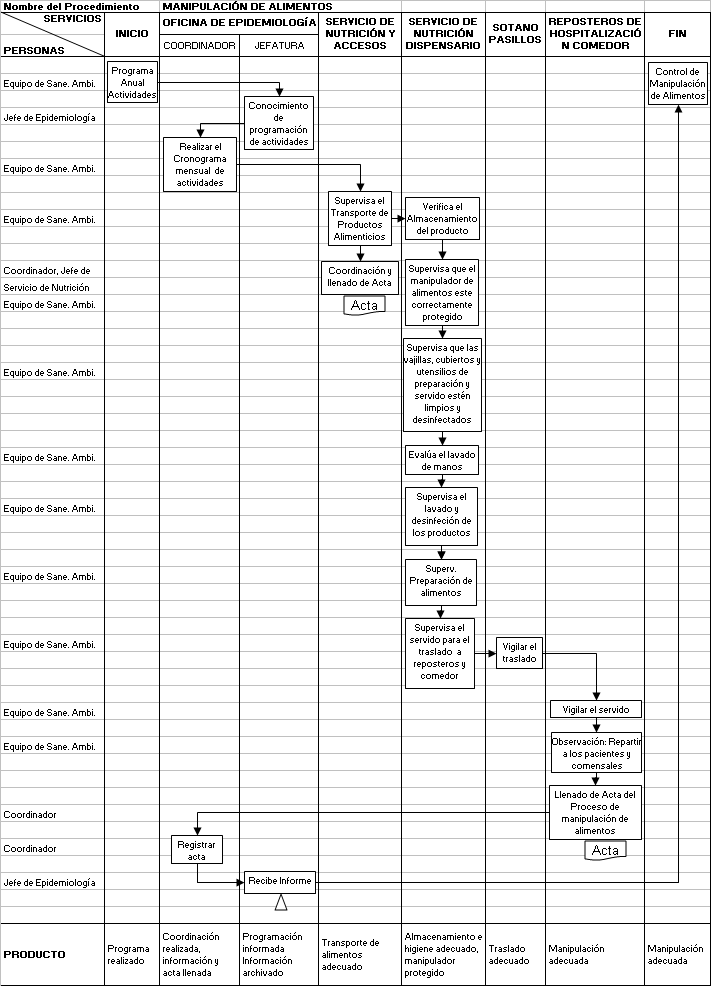 Nombre del Procedimiento
MANIPULACIÓN DE ALIMENTOS
SERVICIOS
PERSONAS
INICIO
OFICINA DE EPIDEMIOLOGÍA
COORDINADOR
JEFATURA
SERVICIO DE
NUTRICIÓN Y
ACCESOS
SERVICIO DE
NUTRICIÓN
DISPENSARIO
SOTANO
PASILLOS
REPOSTEROS DE
HOSPITALIZACIÓ
N COMEDOR
FIN
Equipo de Sane. Ambi.
Programa
Anual
Actividades
Control de
Manipulación
de Alimentos
Jefe de Epidemiología
Conocimiento
de
programación
de actividades
Equipo de Sane. Ambi.
Realizar el
Cronograma
mensual de
actividades
Equipo de Sane. Ambi.
Supervisa el
Transporte de
Productos
Alimenticios
Verifica el
Almacenamiento
del producto
Coordinador, Jefe de
Servicio de Nutrición
Coordinación y
llenado de Acta
Supervisa que el
manipulador de
alimentos este
correctamente
protegido
Equipo de Sane. Ambi.
Acta
Equipo de Sane. Ambi.
Supervisa que las
vajillas, cubiertos y
utensilios de
preparación y
servido estén
limpios y
desinfectados
Equipo de Sane. Ambi.
Evalúa el lavado
de manos
Equipo de Sane. Ambi.
Supervisa el
lavado y
desinfeción de
los productos
Equipo de Sane. Ambi.
Superv.
Preparación de
alimentos
Equipo de Sane. Ambi.
Supervisa el
servido para el
traslado a
reposteros y
comedor
Vigilar el
traslado
Equipo de Sane. Ambi.
Vigilar el servido
Equipo de Sane. Ambi.
Observación: Repartir
a los pacientes y
comensales
Coordinador
Llenado de Acta del
Proceso de
manipulación de
alimentos
Coordinador
Registrar
acta
Acta
Jefe de Epidemiología
Recibe Informe
PRODUCTO
Programa
realizado
Coordinación
realizada,
información y
acta llenada
Programación
informada
Información
archivado
Transporte de
alimentos
adecuado
Almacenamiento e
higiene adecuado,
manipulador
protegido
Traslado
adecuado
Manipulación
adecuada
Manipulación
adecuada